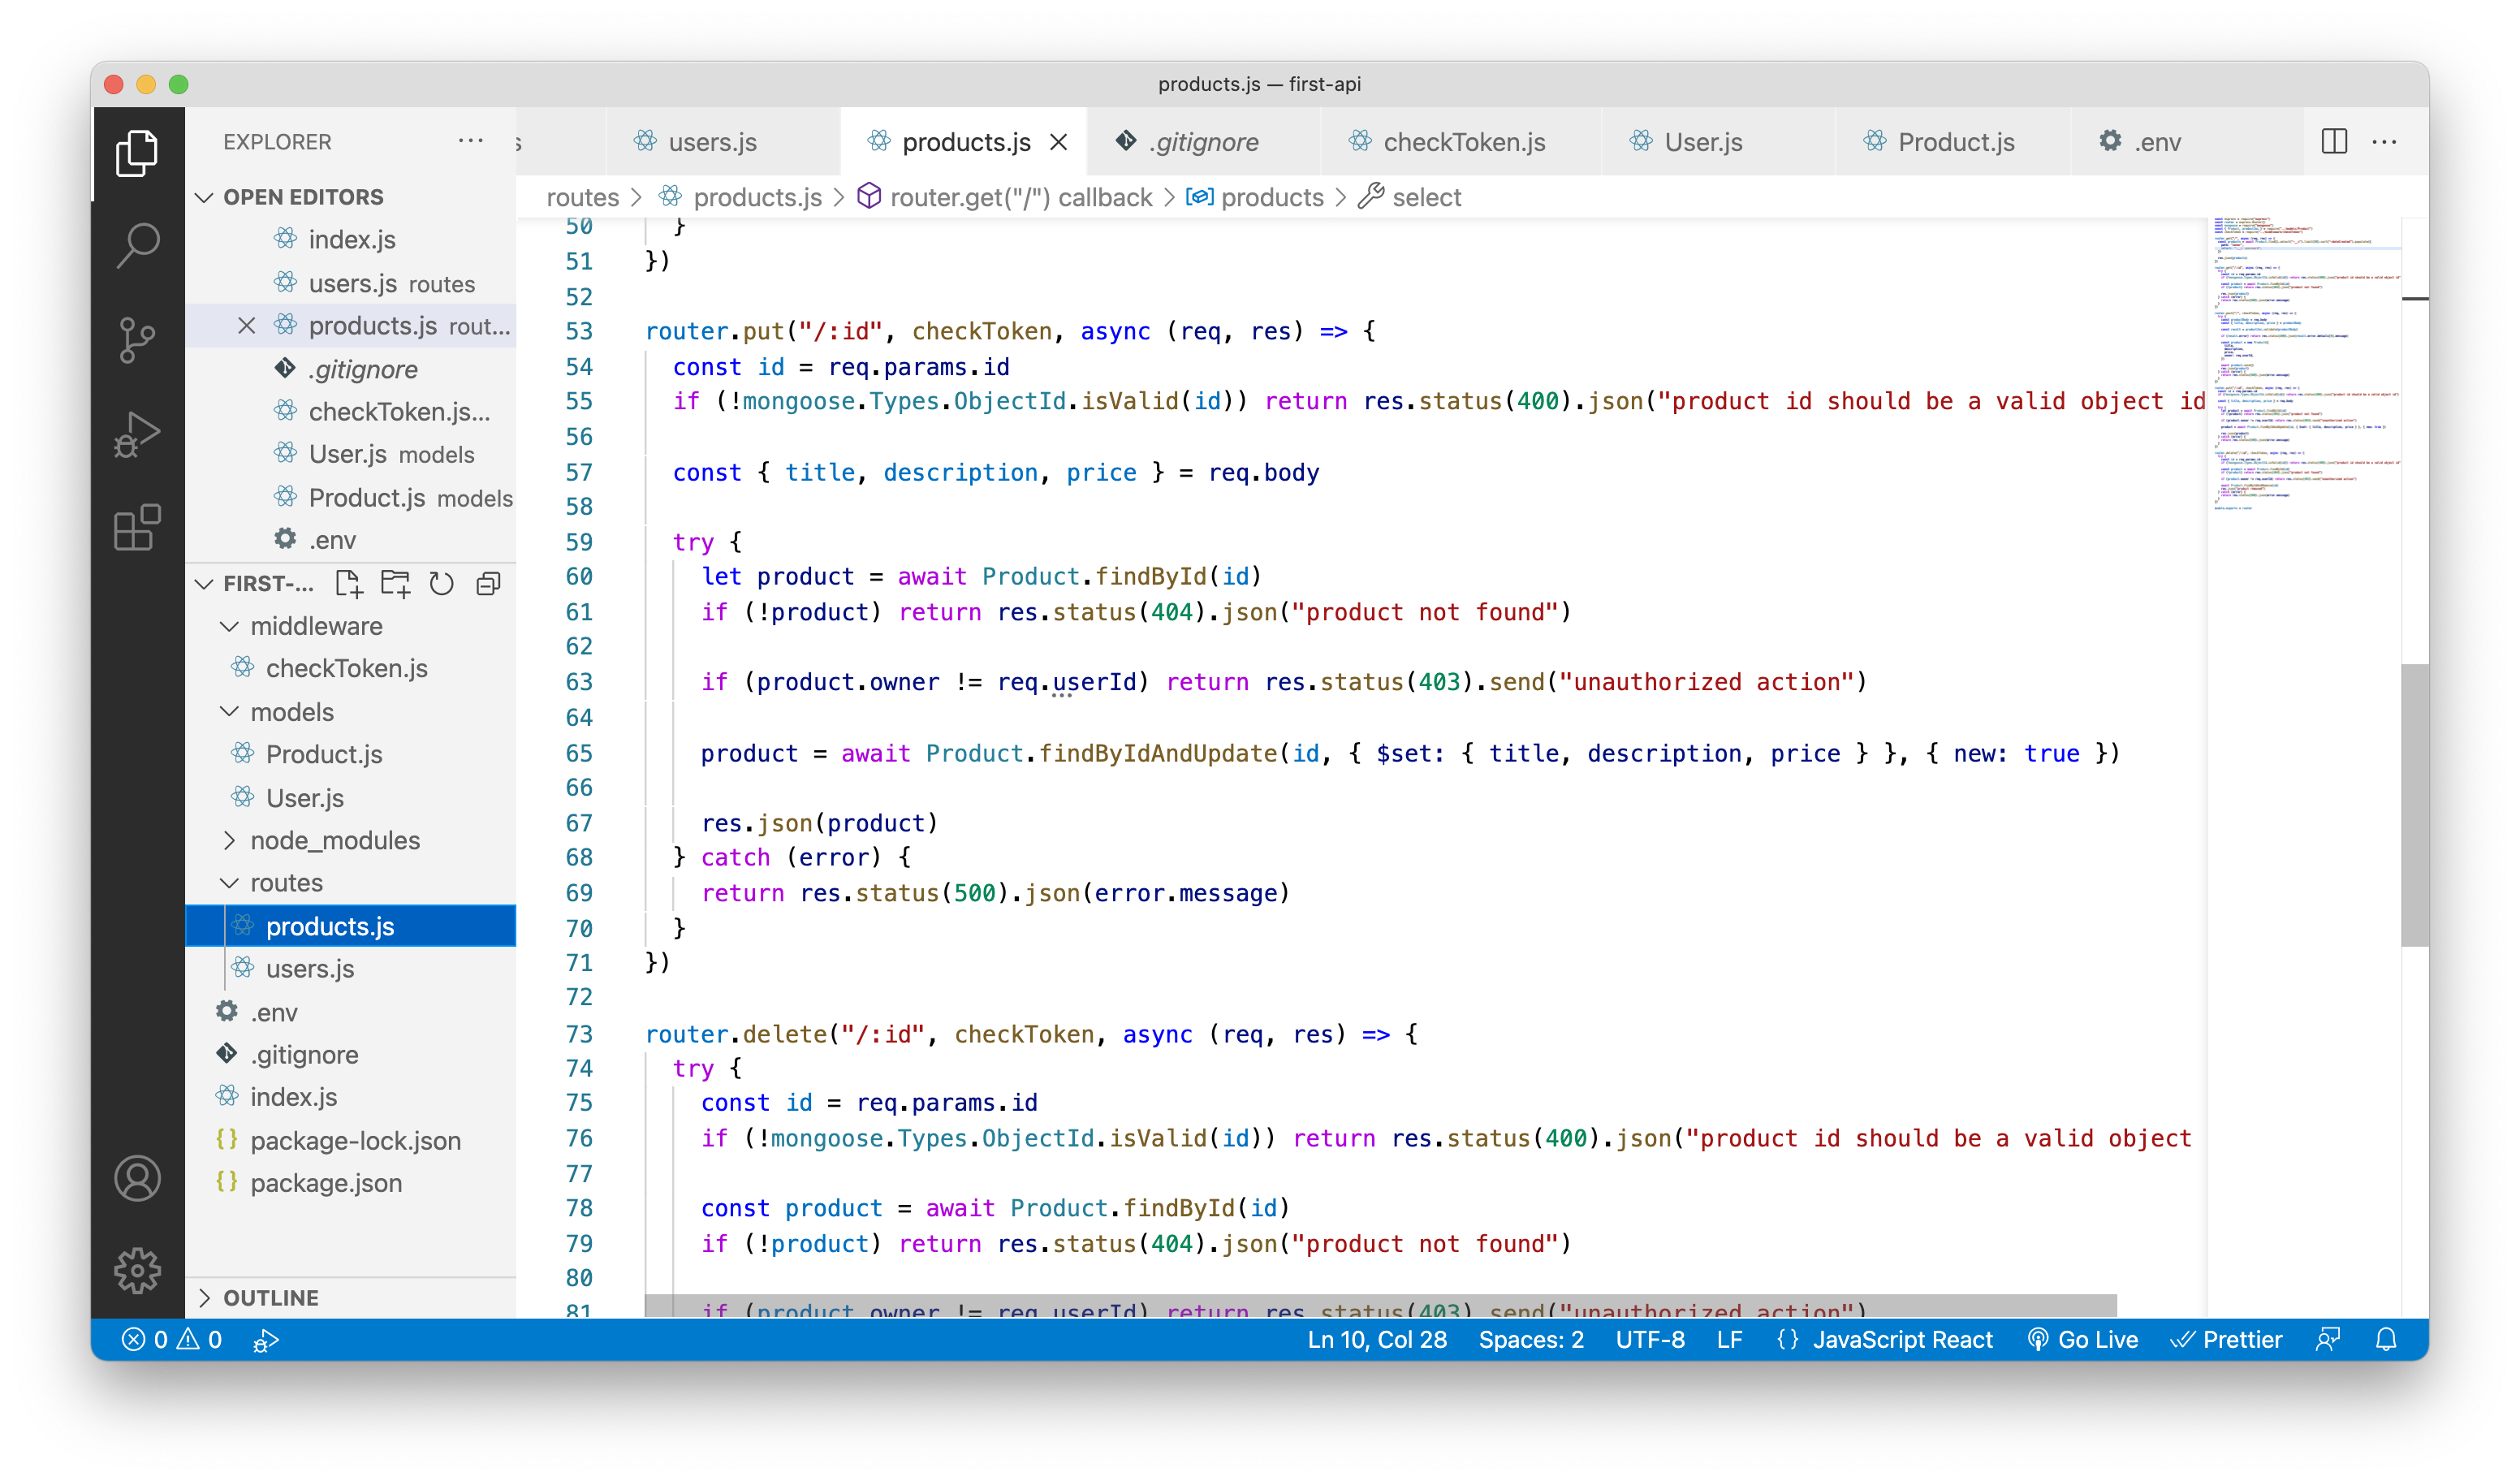 products.js — first-api
EXPLORER
s
users.js
products.js
.gitignore
checkToken.js
User.js
Product.js
.env
routes > products.js > router.get("/") callback > products > select
OPEN EDITORS
index.js
users.js routes
products.js rout...
.gitignore
checkToken.js...
User.js models
Product.js models
.env
FIRST-...
middleware
checkToken.js
models
Product.js
User.js
node_modules
routes
products.js
users.js
.env
.gitignore
index.js
package-lock.json
package.json
OUTLINE
50 }
51 })
52
53 router.put("/:id", checkToken, async (req, res) => {
54 const id = req.params.id
55 if (!mongoose.Types.ObjectId.isValid(id)) return res.status(400).json("product id should be a valid object id
56
57 const { title, description, price } = req.body
58
59 try {
60 let product = await Product.findById(id)
61 if (!product) return res.status(404).json("product not found")
62
63 if (product.owner != req.userId) return res.status(403).send("unauthorized action")
64
65 product = await Product.findByIdAndUpdate(id, { $set: { title, description, price } }, { new: true })
66
67 res.json(product)
68 } catch (error) {
69 return res.status(500).json(error.message)
70 }
71 })
72
73 router.delete("/:id", checkToken, async (req, res) => {
74 try {
75 const id = req.params.id
76 if (!mongoose.Types.ObjectId.isValid(id)) return res.status(400).json("product id should be a valid object
77
78 const product = await Product.findById(id)
79 if (!product) return res.status(404).json("product not found")
80
81 if (product.owner != req.userId) return res.status(403).send("unauthorized action")
0 0
Ln 10, Col 28
Spaces: 2
UTF-8
LF
{} JavaScript React
Go Live
Prettier